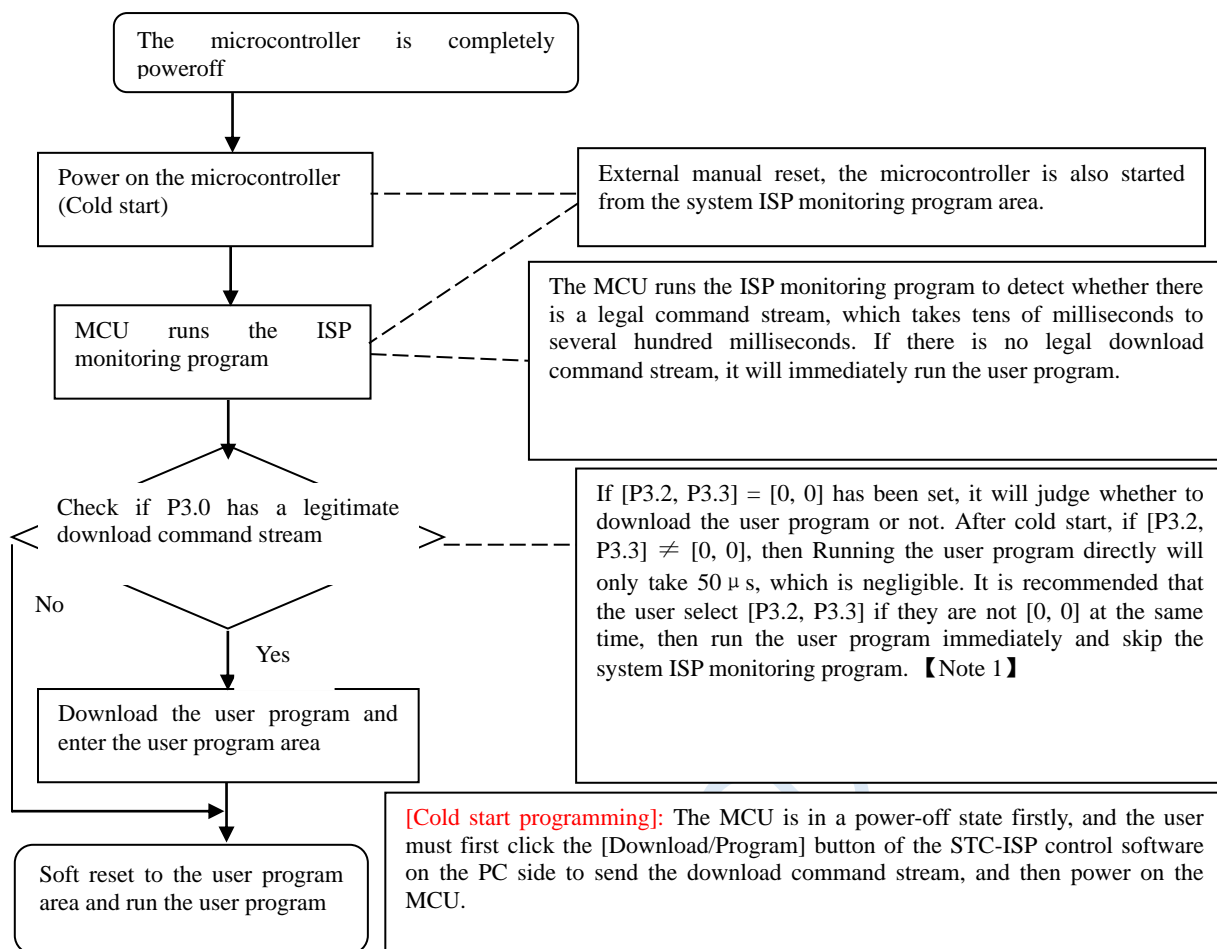 The microcontroller is completely
poweroff
Power on the microcontroller
(Cold start)
External manual reset, the microcontroller is also started
from the system ISP monitoring program area.
MCU runs the ISP
monitoring program
The MCU runs the ISP monitoring program to detect whether there
is a legal command stream, which takes tens of milliseconds to
several hundred milliseconds. If there is no legal download
command stream, it will immediately run the user program.
Check if P3.0 has a legitimate
download command stream
If [P3.2, P3.3] = [0, 0] has been set, it will judge whether to
download the user program or not. After cold start, if [P3.2,
P3.3] ≠ [0, 0], then Running the user program directly will
only take 50μs, which is negligible. It is recommended that
the user select [P3.2, P3.3] if they are not [0, 0] at the same
time, then run the user program immediately and skip the
system ISP monitoring program. 【Note 1】
No
Yes
Download the user program and
enter the user program area
[Cold start programming]: The MCU is in a power-off state firstly, and the user
must first click the [Download/Program] button of the STC-ISP control software
on the PC side to send the download command stream, and then power on the
MCU.
Soft reset to the user program
area and run the user program